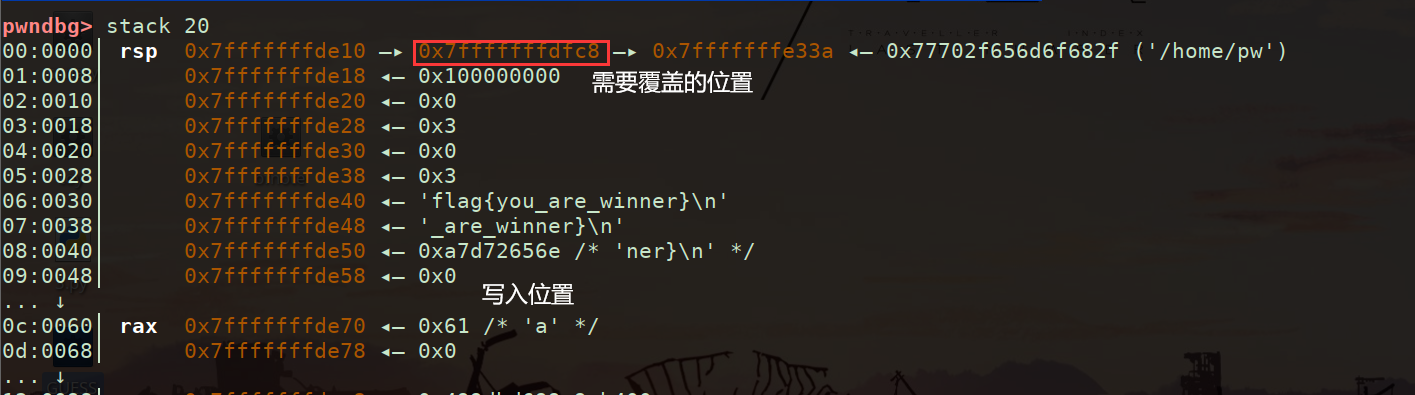 pwndbg> stack 20
00:0000│ rsp 0x7fffffffde10 —▸ 0x7fffffffdfc8 —▸ 0x7fffffffe33a ◂— 0x77702f656d6f682f ('/home/pw')
01:0008│ 0x7fffffffde18 ◂— 0x100000000 需要覆盖的位置
02:0010│ 0x7fffffffde20 ◂— 0x0
03:0018│ 0x7fffffffde28 ◂— 0x3
04:0020│ 0x7fffffffde30 ◂— 0x0
05:0028│ 0x7fffffffde38 ◂— 0x3
06:0030│ 0x7fffffffde40 ◂— 'flag{you_are_winner}\n'
07:0038│ 0x7fffffffde48 ◂— '_are_winner}\n'
08:0040│ 0x7fffffffde50 ◂— 0xa7d72656e /* 'ner}\n' */
09:0048│ 0x7fffffffde58 ◂— 0x0
... ↓ 写入位置
0c:0060│ rax 0x7fffffffde70 ◂— 0x61 /* 'a' */
0d:0068│ 0x7fffffffde78 ◂— 0x0
... ↓
GUESS